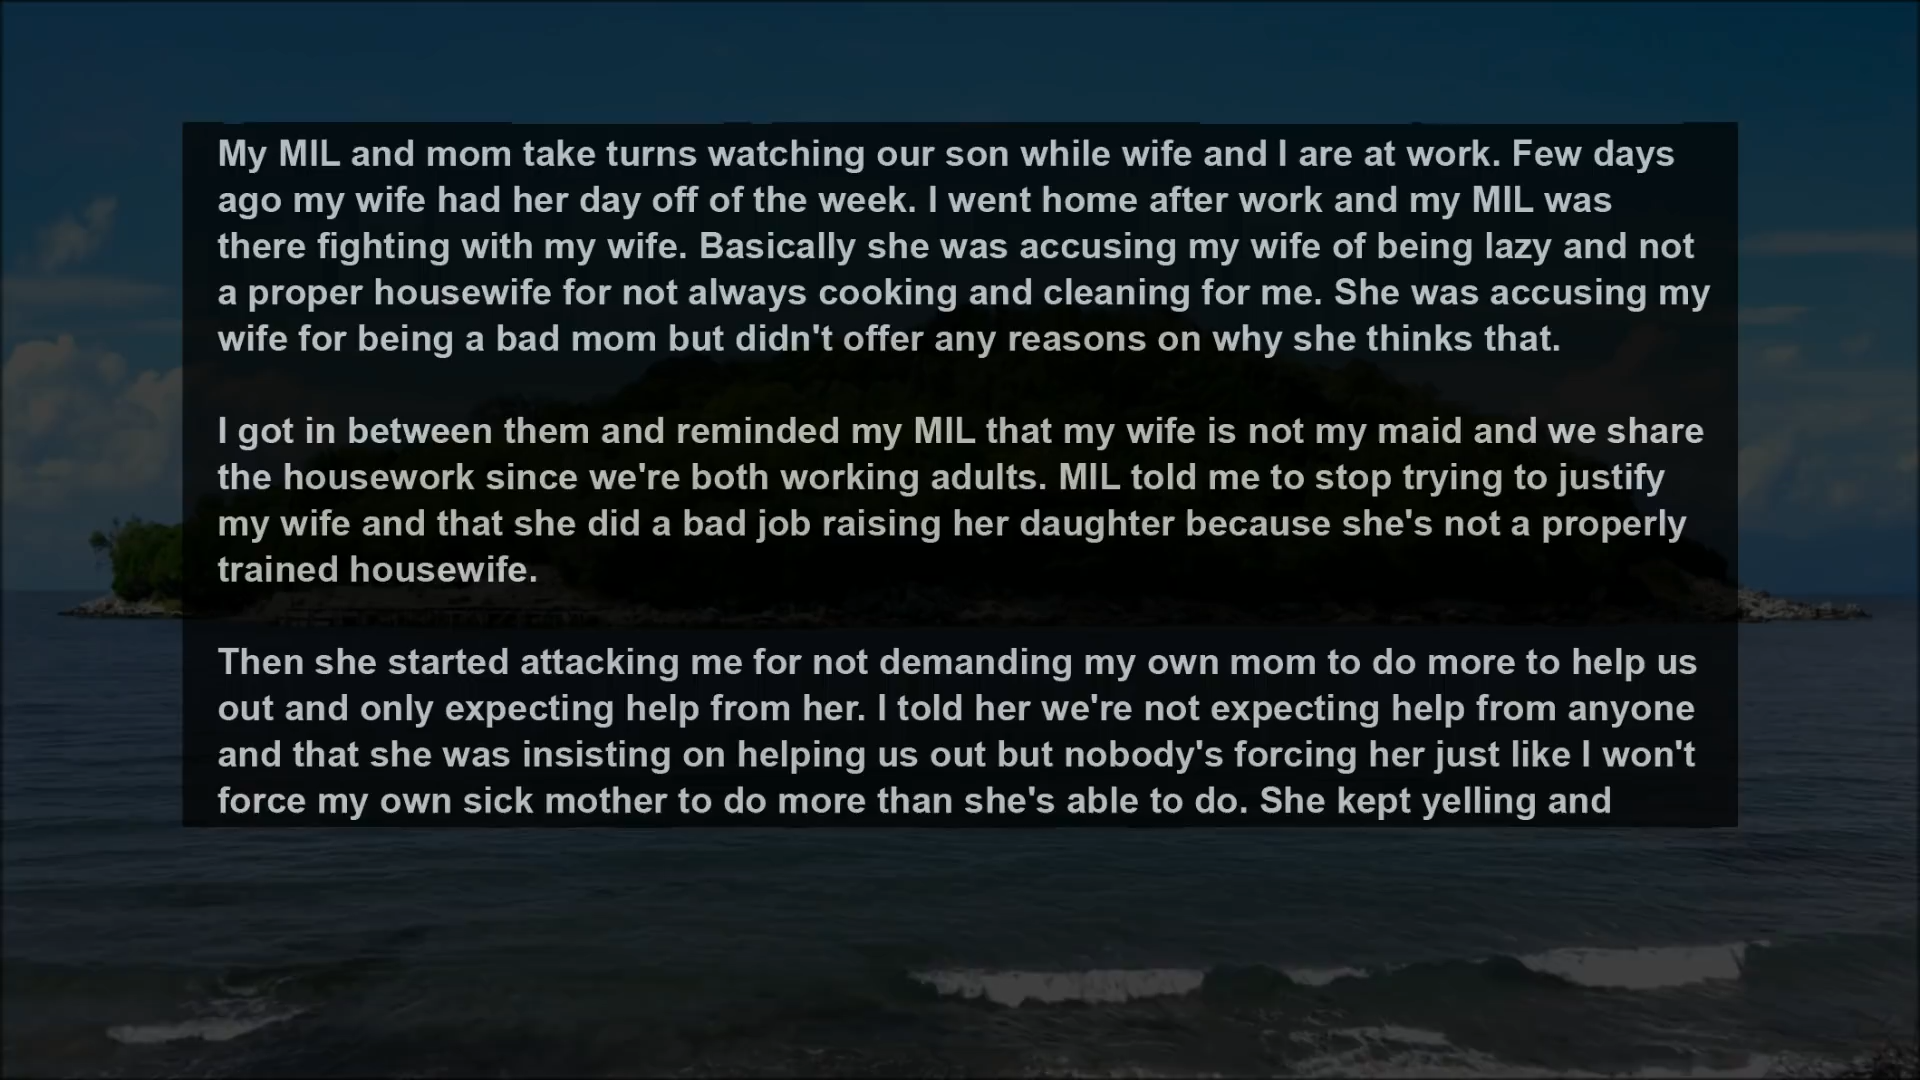 My MIL and mom take turns watching our son while wife and I are at work. Few days
ago my wife had her day off of the week. I went home after work and my MIL was
there fighting with my wife. Basically she was accusing my wife of being lazy and not
a proper housewife for not always cooking and cleaning for me. She was accusing my
wife for being a bad mom but didn't offer any reasons on why she thinks that.
I got in between them and reminded my MIL that my wife is not my maid and we share
the housework since we're both working adults. MIL told me to stop trying to justify
my wife and that she did a bad job raising her daughter because she's not a properly
trained housewife.
Then she started attacking me for not demanding my own mom to do more to help us
out and only expecting help from her. I told her we're not expecting help from anyone
and that she was insisting on helping us out but nobody's forcing her just like I won't
force my own sick mother to do more than she's able to do. She kept yelling and